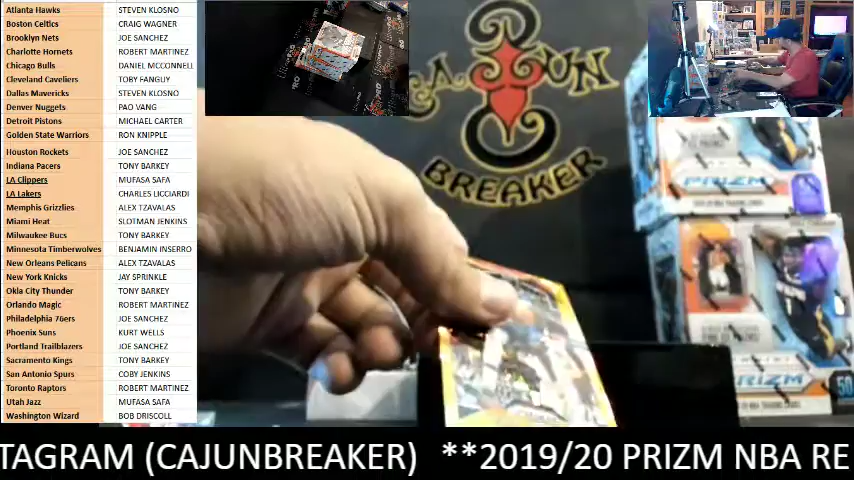 Atlanta Hawks STEVEN KLOSNO
Boston Celtics CRAIG WAGNER
Brooklyn Nets JOE SANCHEZ
Charlotte Hornets ROBERT MARTINEZ
Chicago Bulls DANIEL MCCONNELL
Cleveland Cavaliers TOBY FANGUY
Dallas Mavericks STEVEN KLOSNO
Denver Nuggets PAO VANG
Detroit Pistons MICHAEL CARTER
Golden State Warriors RON KNIPPLE
Houston Rockets JOE SANCHEZ
Indiana Pacers TONY BARKEY
LA Clippers MUFASA SAFA
LA Lakers CHARLES LICCIARDI
Memphis Grizzlies ALEX TZAVALAS
Miami Heat SLOTMAN JENKINS
Milwaukee Bucs TONY BARKEY
Minnesota Timberwolves BENJAMIN INSERRO
New Orleans Pelicans ALEX TZAVALAS
New York Knicks JAY SPRINKLE
Okla City Thunder TONY BARKEY
Orlando Magic ROBERT MARTINEZ
Philadelphia 76ers JOE SANCHEZ
Phoenix Suns KURT WELLS
Portland Trailblazers JOE SANCHEZ
Sacramento Kings TONY BARKEY
San Antonio Spurs COBY JENKINS
Toronto Raptors ROBERT MARTINEZ
Utah Jazz MUFASA SAFA
Washington Wizard BOB DRISCOLL
CAJUN
BREAKER
PRIZM
PRIZM
50
TAGRAM (CAJUNBREAKER) **2019/20 PRIZM NBA RE